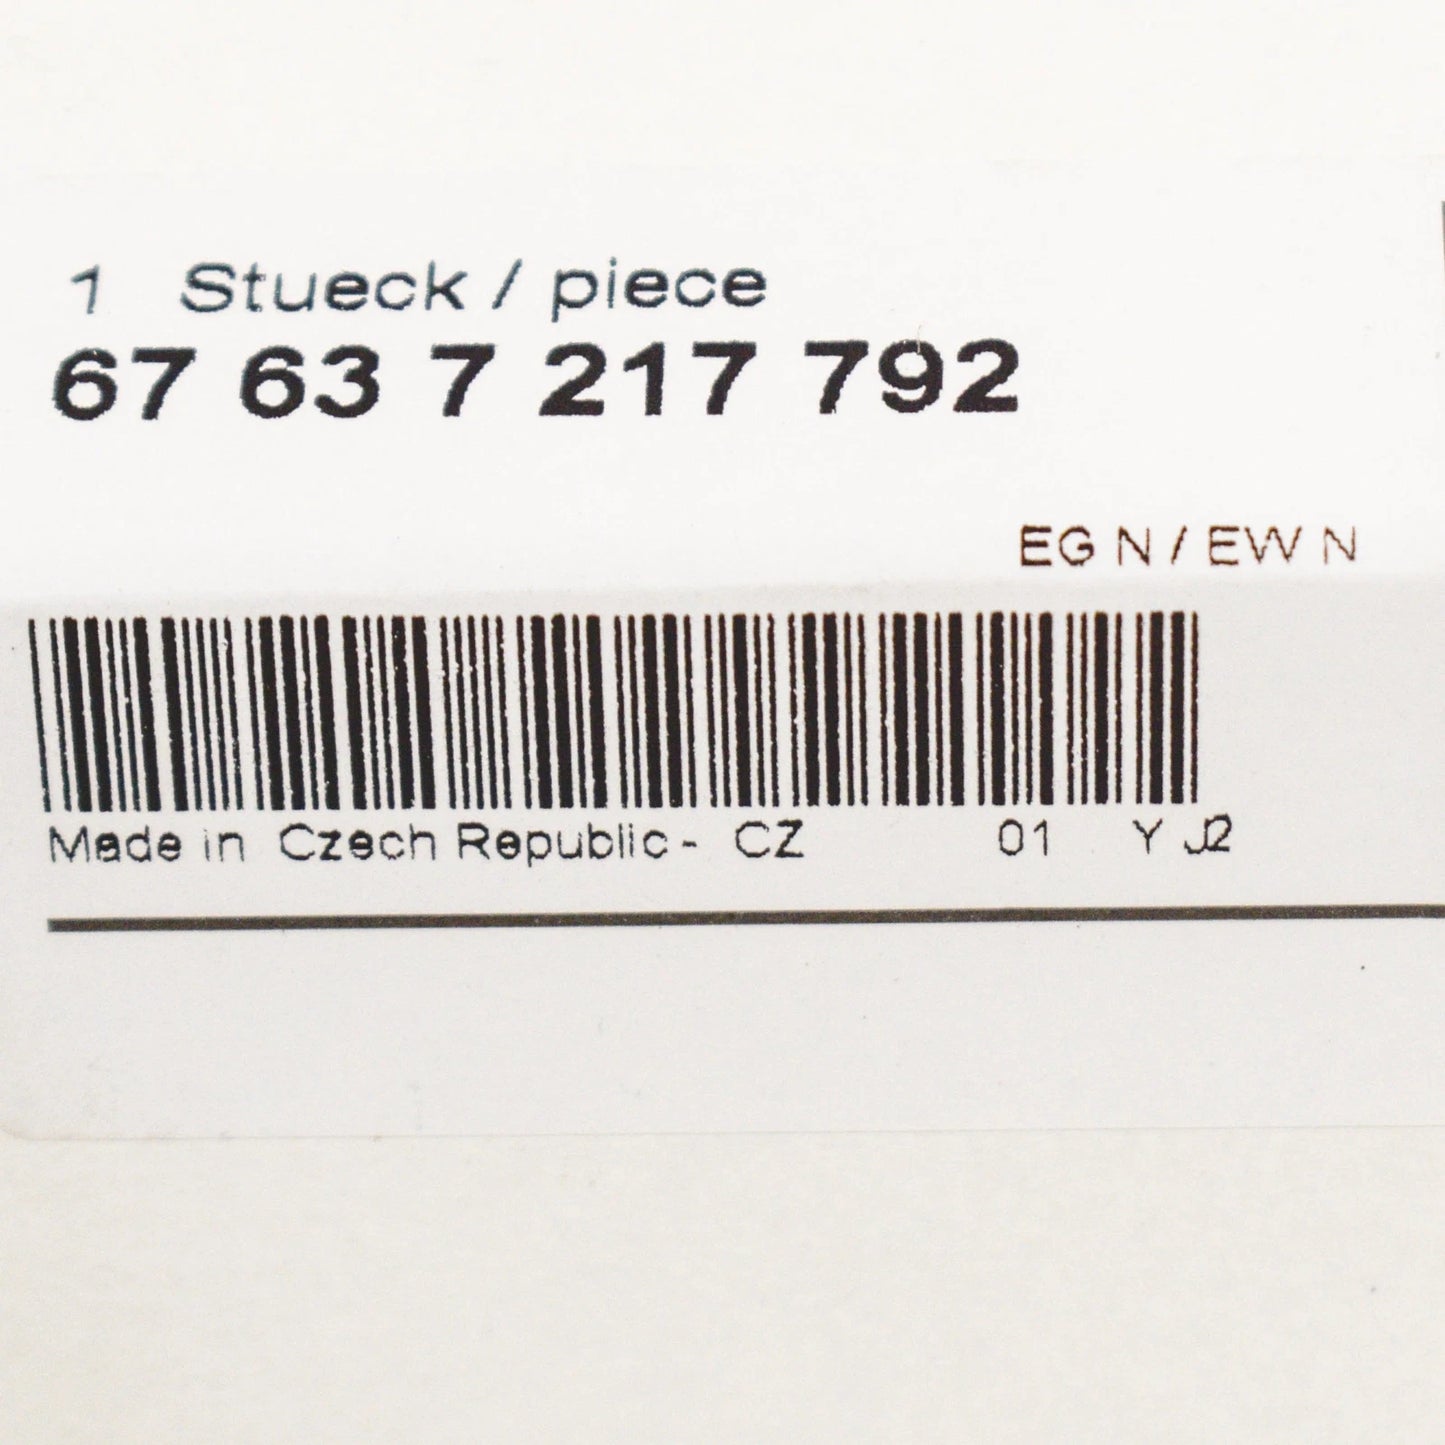 1 Stueck / piece
67 63 7 217 792
EG N / EW N
Made in Czech Republic - CZ 01 Y J2